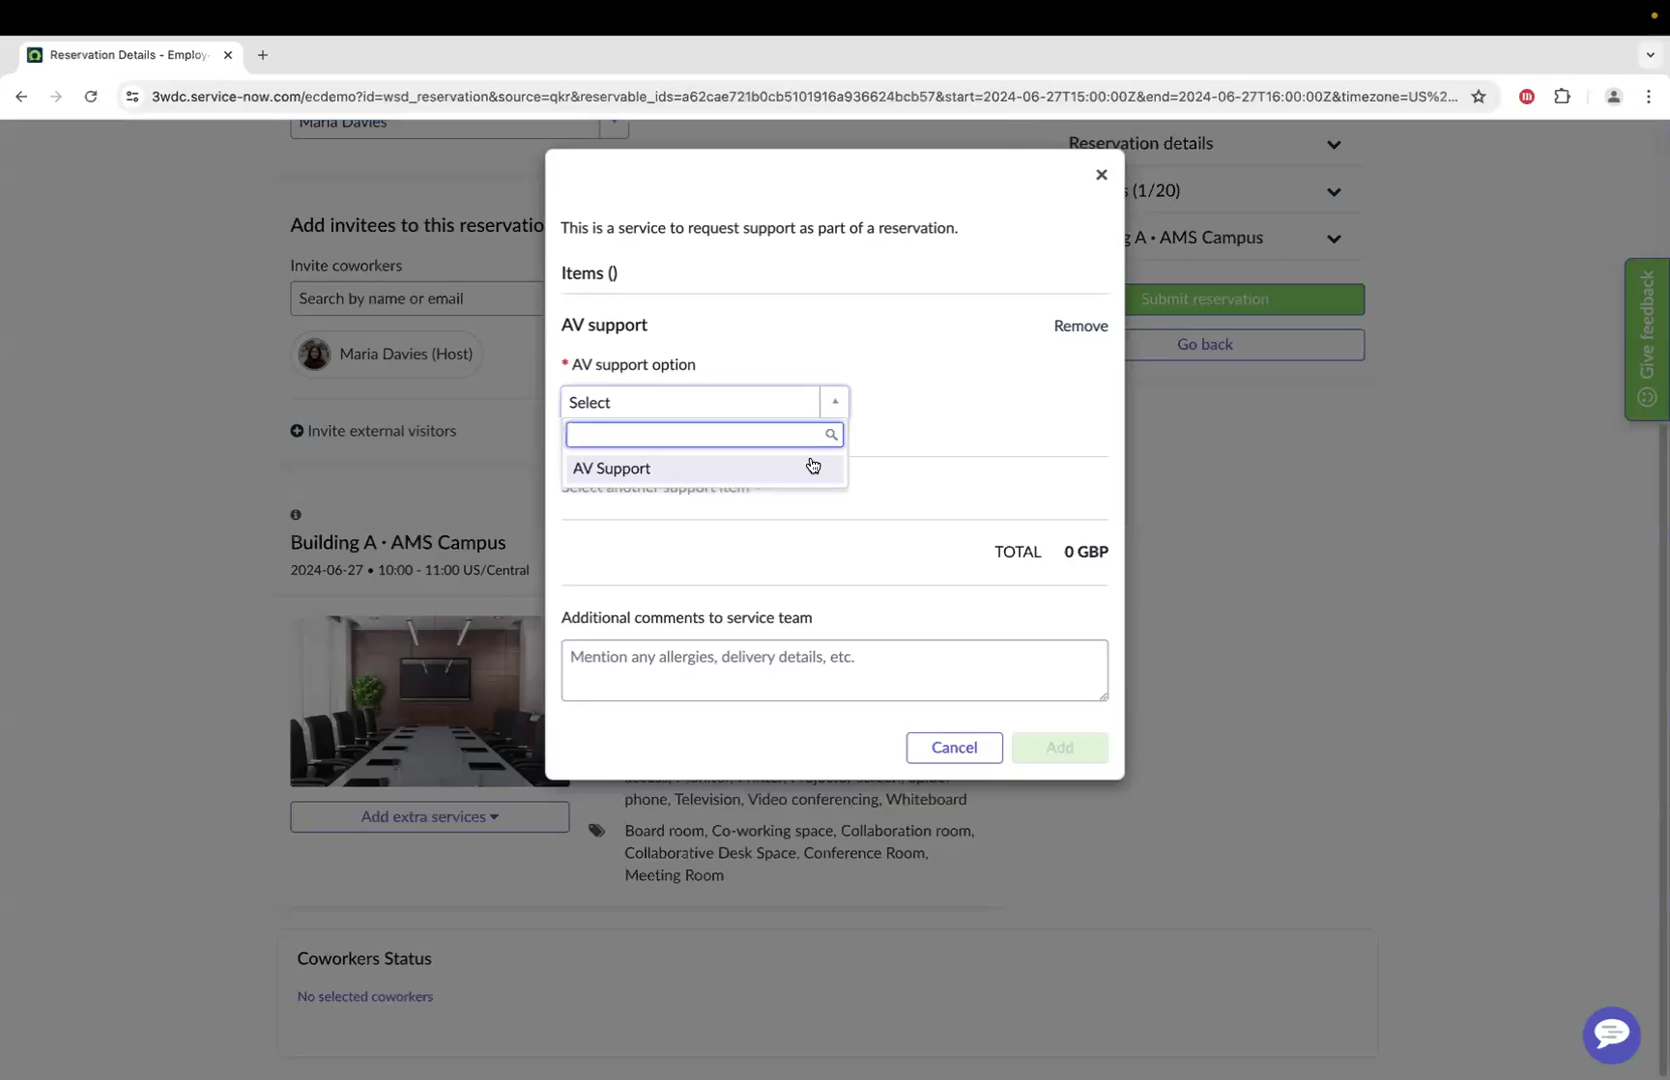 Reservation Details - Employ
3wdc.service-now.com/ecdemo?id=wsd_reservation&source=qkr&reservable_ids=a62cae721b0cb5101916a936624bcb57&start=2024-06-27T15:00:00Z&end=2024-06-27T16:00:00Z&timezone=US%2...
Maria Davies
Reservation details
(1/20)
A • AMS Campus
Submit reservation
Go back
Give feedback
Add invitees to this reservatio
Invite coworkers
Search by name or email
Maria Davies (Host)
Invite external visitors
Building A • AMS Campus
2024-06-27 • 10:00 - 11:00 US/Central
Add extra services
This is a service to request support as part of a reservation.
Items ()
AV support
Remove
* AV support option
Select
AV Support
Select another support item
TOTAL 0 GBP
Additional comments to service team
Mention any allergies, delivery details, etc.
Cancel
Add
phone, Television, Video conferencing, Whiteboard
Board room, Co-working space, Collaboration room,
Collaborative Desk Space, Conference Room,
Meeting Room
Coworkers Status
No selected coworkers